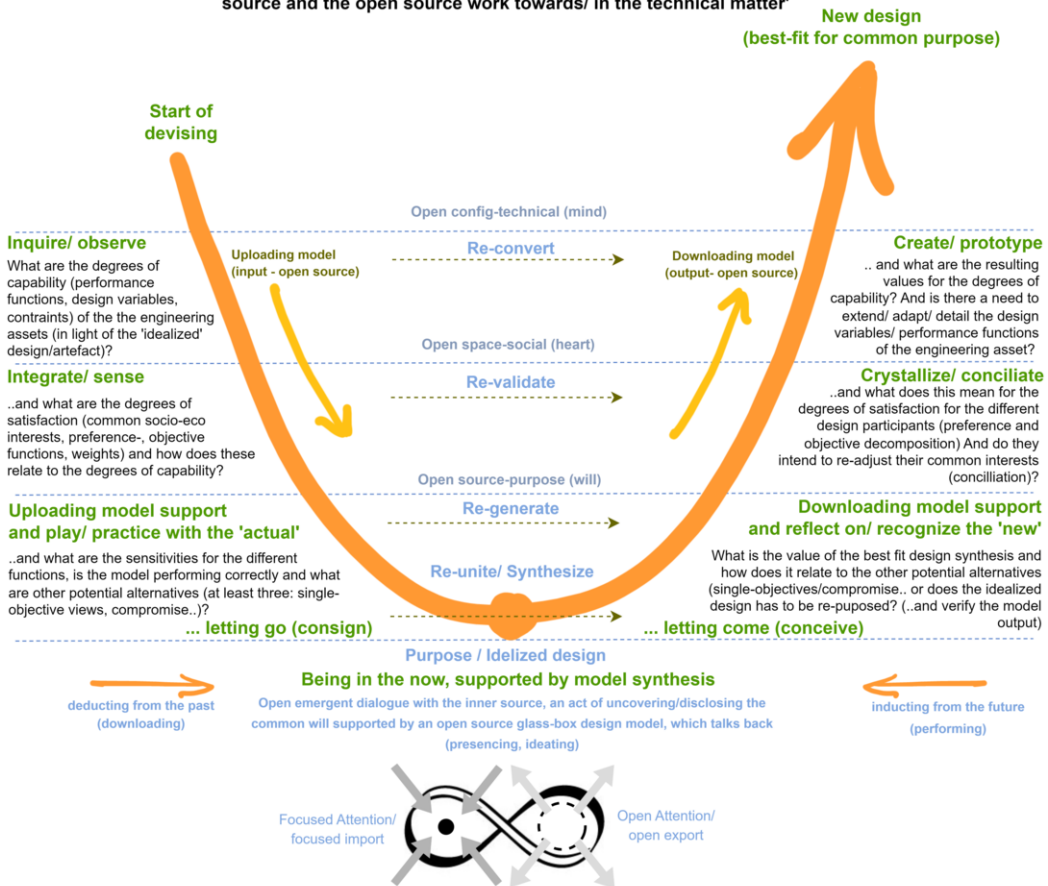 source and the open source work towards/ in the technical matter'
New design
(best-fit for common purpose)
Start of
devising
Open config-technical (mind)
Inquire/ observe
What are the degrees of
capability (performance
functions, design variables,
contraints) of the the engineering
assets (in light of the 'idealized'
design/artefact)?
Uploading model
(input - open source)
Re-convert
Downloading model
(output- open source)
Create/ prototype
.. and what are the resulting
values for the degrees of
capability? And is there a need to
extend/ adapt/ detail the design
variables/ performance functions
of the engineering asset?
Open space-social (heart)
Integrate/ sense
..and what are the degrees of
satisfaction (common socio-eco
interests, preference-, objective
functions, weights) and how does these
relate to the degrees of capability?
Re-validate
Crystallize/ conciliate
..and what does this mean for the
degrees of satisfaction for the different
design participants (preference and
objective decomposition) And do they
intend to re-adjust their common interests
(concilliation)?
Open source-purpose (will)
Uploading model support
and play/ practice with the 'actual'
..and what are the sensitivities for the different
functions, is the model performing correctly and what
are other potential alternatives (at least three: single-
objective views, compromise..)?
Re-generate
Re-unite/ Synthesize
Downloading model support
and reflect on/ recognize the 'new'
What is the value of the best fit design synthesis and
how does it relate to the other potential alternatives
(single-objectives/compromise.. or does the idealized
design has to be re-puposed? (..and verify the model
output)
... letting go (consign)
... letting come (conceive)
Purpose / Idelized design
Being in the now, supported by model synthesis
Open emergent dialogue with the inner source, an act of uncovering/disclosing the
common will supported by an open source glass-box design model, which talks back
(presencing, ideating)
deducting from the past
(downloading)
inducting from the future
(performing)
Focused Attention/
focused import
Open Attention/
open export